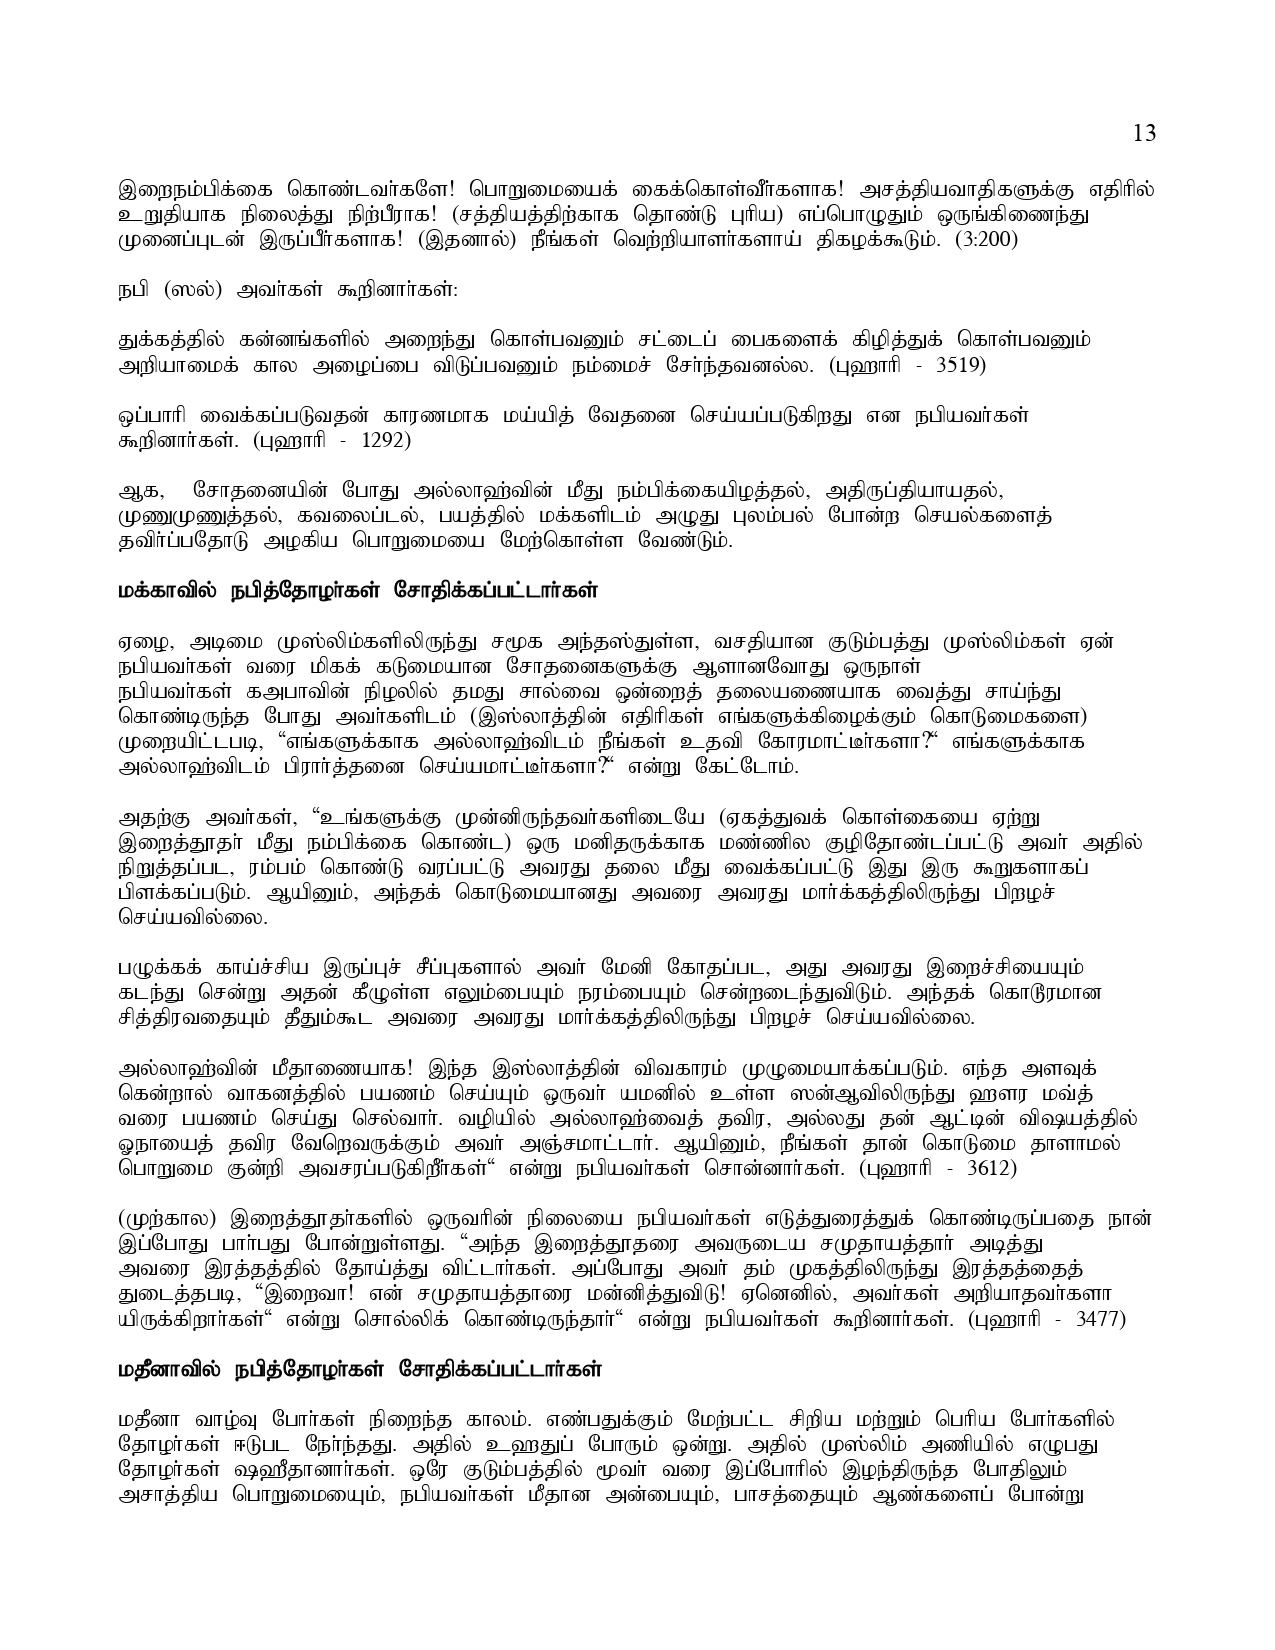 13
இறைநம்பிக்கை கொண்டவர்களே! பொறுமையைக் கைக்கொள்வீர்களாக! அசத்தியவாதிகளுக்கு எதிரில்
உறுதியாக நிலைத்து நிற்பீராக! (சத்தியத்திற்காக தொண்டு புரிய) எப்பொழுதும் ஒருங்கிணைந்து
முனைப்புடன் இருப்பீர்களாக! (இதனால்) நீங்கள் வெற்றியாளர்களாய் திகழக்கூடும். (3:200)
நபி (ஸல்) அவர்கள் கூறினார்கள்:
துக்கத்தில் கன்னங்களில் அறைந்து கொள்பவனும் சட்டைப் பைகளைக் கிழித்துக் கொள்பவனும்
அறியாமைக் கால அழைப்பை விடுப்பவனும் நம்மைச் சேர்ந்தவனல்ல. (புஹாரி - 3519)
ஒப்பாரி வைக்கப்படுவதன் காரணமாக மய்யித் வேதனை செய்யப்படுகிறது என நபியவர்கள்
கூறினார்கள். (புஹாரி - 1292)
ஆக, சோதனையின் போது அல்லாஹ்வின் மீது நம்பிக்கையிழத்தல், அதிருப்தியாயதல்,
முணுமுணுத்தல், கவலைப்டல், பயத்தில் மக்களிடம் அழுது புலம்பல் போன்ற செயல்களைத்
தவிர்ப்பதோடு அழகிய பொறுமையை மேற்கொள்ள வேண்டும்.
மக்காவில் நபித்தோழர்கள் சோதிக்கப்பட்டார்கள்
ஏழை, அடிமை முஸ்லிம்களிலிருந்து சமூக அந்தஸ்துள்ள, வசதியான குடும்பத்து முஸ்லிம்கள் ஏன்
நபியவர்கள் வரை மிகக் கடுமையான சோதனைகளுக்கு ஆளானவோது ஒருநாள்
நபியவர்கள் கஅபாவின் நிழலில் தமது சால்வை ஒன்றைத் தலையணையாக வைத்து சாய்ந்து
கொண்டிருந்த போது அவர்களிடம் (இஸ்லாத்தின் எதிரிகள் எங்களுக்கிழைக்கும் கொடுமைகளை)
முறையிட்டபடி, “எங்களுக்காக அல்லாஹ்விடம் நீங்கள் உதவி கோரமாட்டீர்களா?“ எங்களுக்காக
அல்லாஹ்விடம் பிரார்த்தனை செய்யமாட்டீர்களா?“ என்று கேட்டோம்.
அதற்கு அவர்கள், “உங்களுக்கு முன்னிருந்தவர்களிடையே (ஏகத்துவக் கொள்கையை ஏற்று
இறைத்தூதர் மீது நம்பிக்கை கொண்ட) ஒரு மனிதருக்காக மண்ணில குழிதோண்டப்பட்டு அவர் அதில்
நிறுத்தப்பட, ரம்பம் கொண்டு வரப்பட்டு அவரது தலை மீது வைக்கப்பட்டு இது இரு கூறுகளாகப்
பிளக்கப்படும். ஆயினும், அந்தக் கொடுமையானது அவரை அவரது மார்க்கத்திலிருந்து பிறழச்
செய்யவில்லை.
பழுக்கக் காய்ச்சிய இருப்புச் சீப்புகளால் அவர் மேனி கோதப்பட, அது அவரது இறைச்சியையும்
கடந்து சென்று அதன் கீழுள்ள எலும்பையும் நரம்பையும் சென்றடைந்துவிடும். அந்தக் கொடூரமான
சித்திரவதையும் தீதும்கூட அவரை அவரது மார்க்கத்திலிருந்து பிறழச் செய்யவில்லை.
அல்லாஹ்வின் மீதாணையாக! இந்த இஸ்லாத்தின் விவகாரம் முழுமையாக்கப்படும். எந்த அளவுக்
கென்றால் வாகனத்தில் பயணம் செய்யும் ஒருவர் யமனில் உள்ள ஸன்ஆவிலிருந்து ஹளர மவ்த்
வரை பயணம் செய்து செல்வார். வழியில் அல்லாஹ்வைத் தவிர, அல்லது தன் ஆட்டின் விஷயத்தில்
ஓநாயைத் தவிர வேறெவருக்கும் அவர் அஞ்சமாட்டார். ஆயினும், நீங்கள் தான் கொடுமை தாளாமல்
பொறுமை குன்றி அவசரப்படுகிறீர்கள்“ என்று நபியவர்கள் சொன்னார்கள். (புஹாரி - 3612)
(முற்கால) இறைத்தூதர்களில் ஒருவரின் நிலையை நபியவர்கள் எடுத்துரைத்துக் கொண்டிருப்பதை நான்
இப்போது பார்பது போன்றுள்ளது. “அந்த இறைத்தூதரை அவருடைய சமுதாயத்தார் அடித்து
அவரை இரத்தத்தில் தோய்த்து விட்டார்கள். அப்போது அவர் தம் முகத்திலிருந்து இரத்தத்தைத்
துடைத்தபடி, “இறைவா! என் சமுதாயத்தாரை மன்னித்துவிடு! ஏனெனில், அவர்கள் அறியாதவர்களா
யிருக்கிறார்கள்“ என்று சொல்லிக் கொண்டிருந்தார்“ என்று நபியவர்கள் கூறினார்கள். (புஹாரி - 3477)
மதீனாவில் நபித்தோழர்கள் சோதிக்கப்பட்டார்கள்
மதீனா வாழ்வு போர்கள் நிறைந்த காலம். எண்பதுக்கும் மேற்பட்ட சிறிய மற்றும் பெரிய போர்களில்
தோழர்கள் ஈடுபட நேர்ந்தது. அதில் உஹதுப் போரும் ஒன்று. அதில் முஸ்லிம் அணியில் எழுபது
தோழர்கள் ஷஹீதானார்கள். ஒரே குடும்பத்தில் மூவர் வரை இப்போரில் இழந்திருந்த போதிலும்
அசாத்திய பொறுமையையும், நபியவர்கள் மீதான அன்பையும், பாசத்தையும் ஆண்களைப் போன்று